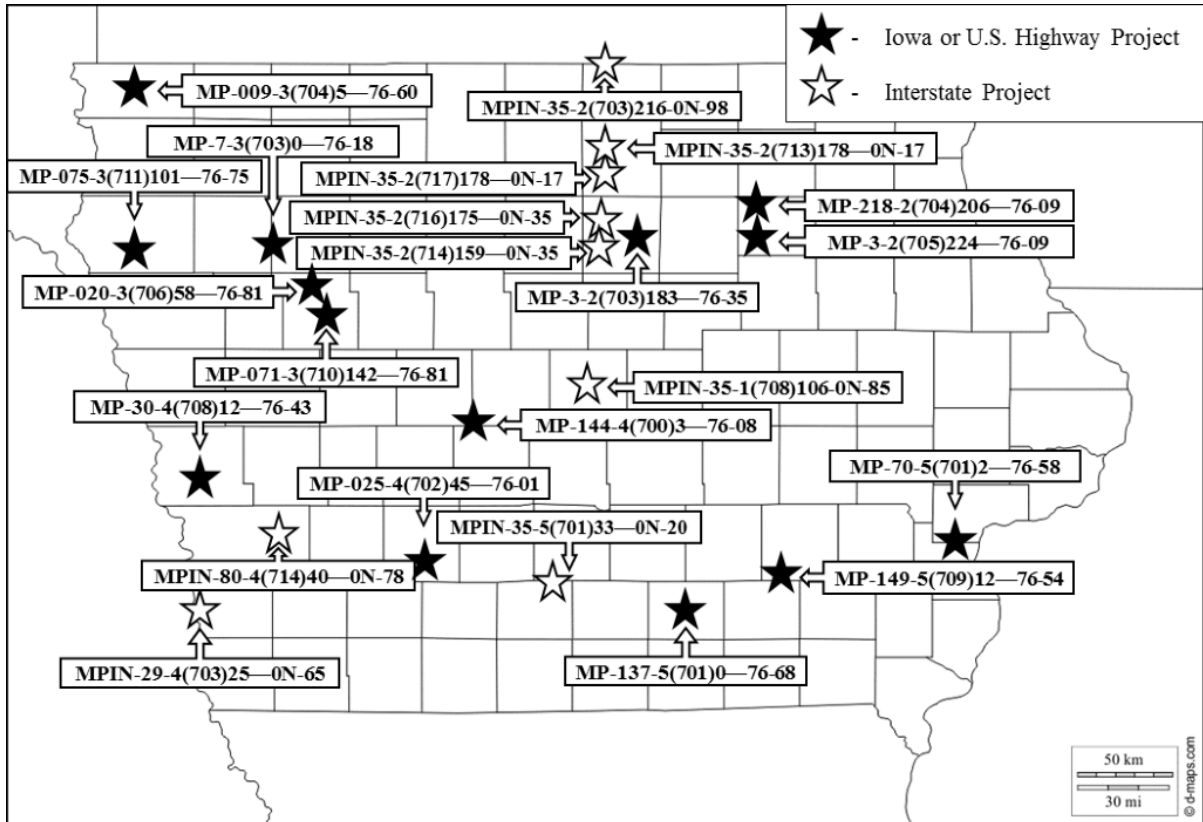 ★ - Iowa or U.S. Highway Project
☆ - Interstate Project
MP-009-3(704)5—76-60
MPIN-35-2(703)216-0N-98
MP-7-3(703)0—76-18
MPIN-35-2(713)178—0N-17
MP-075-3(711)101—76-75
MPIN-35-2(717)178—0N-17
MPIN-35-2(716)175—0N-35
MP-218-2(704)206—76-09
MPIN-35-2(714)159—0N-35
MP-3-2(705)224—76-09
MP-020-3(706)58—76-81
MP-3-2(703)183—76-35
MP-071-3(710)142—76-81
MPIN-35-1(708)106-0N-85
MP-30-4(708)12—76-43
MP-144-4(700)3—76-08
MP-70-5(701)2—76-58
MP-025-4(702)45—76-01
MPIN-35-5(701)33—0N-20
MPIN-80-4(714)40—0N-78
MP-149-5(709)12—76-54
MPIN-29-4(703)25—0N-65
MP-137-5(701)0—76-68
50 km
30 mi
© d-maps.com